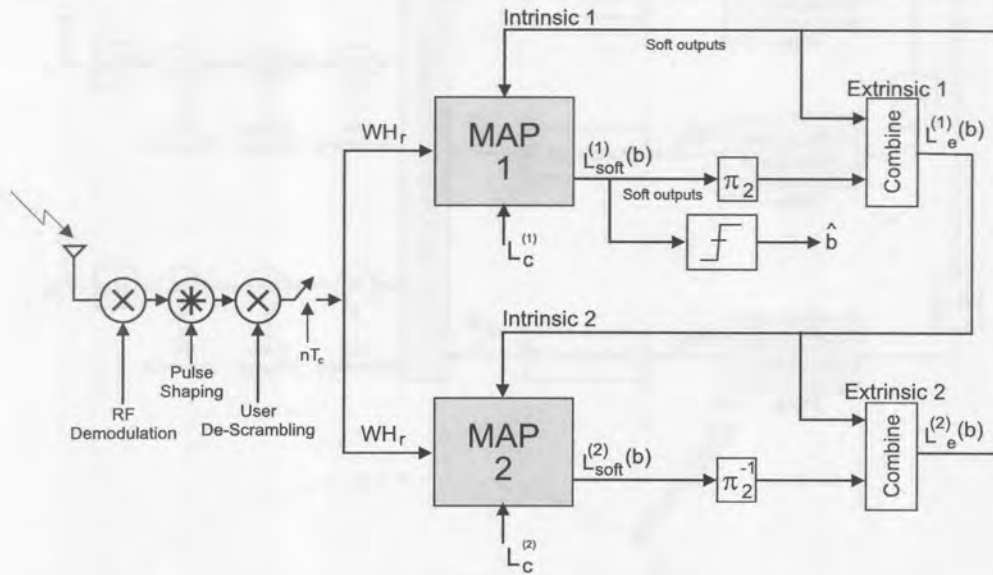 Intrinsic 1
Soft outputs
Extrinsic 1
WHr
MAP
1
L(1)soft(b)
Soft outputs
π2
Combine
L(1)e(b)
Lc(1)
b̂
Intrinsic 2
nTc
Pulse
Shaping
RF
Demodulation
User
De-Scrambling
Extrinsic 2
WHr
MAP
2
L(2)soft(b)
π2-1
Combine
L(2)e(b)
Lc(2)